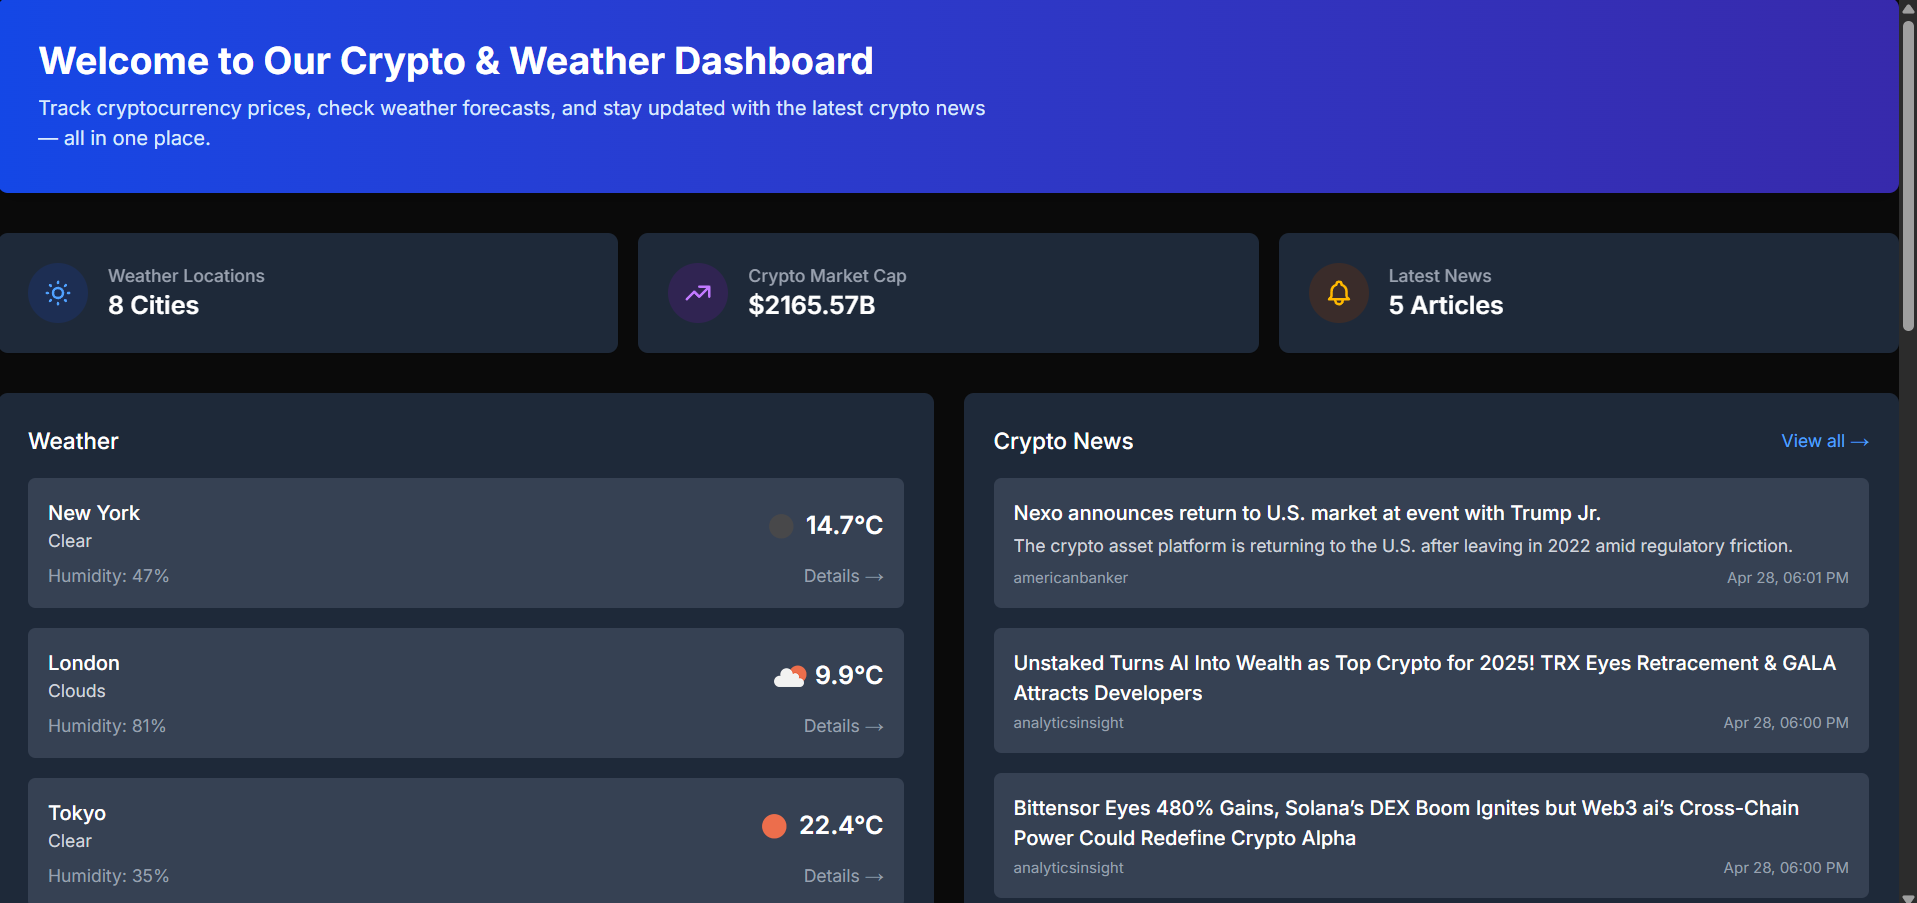 Welcome to Our Crypto & Weather Dashboard
Track cryptocurrency prices, check weather forecasts, and stay updated with the latest crypto news
— all in one place.
Weather Locations
8 Cities
Crypto Market Cap
$2165.57B
Latest News
5 Articles
Weather
New York
Clear
14.7°C
Humidity: 47%
Details →
London
Clouds
9.9°C
Humidity: 81%
Details →
Tokyo
Clear
22.4°C
Humidity: 35%
Details →
Crypto News
View all →
Nexo announces return to U.S. market at event with Trump Jr.
The crypto asset platform is returning to the U.S. after leaving in 2022 amid regulatory friction.
americanbanker
Apr 28, 06:01 PM
Unstaked Turns AI Into Wealth as Top Crypto for 2025! TRX Eyes Retracement & GALA
Attracts Developers
analyticsinsight
Apr 28, 06:00 PM
Bittensor Eyes 480% Gains, Solana’s DEX Boom Ignites but Web3 ai’s Cross-Chain
Power Could Redefine Crypto Alpha
analyticsinsight
Apr 28, 06:00 PM